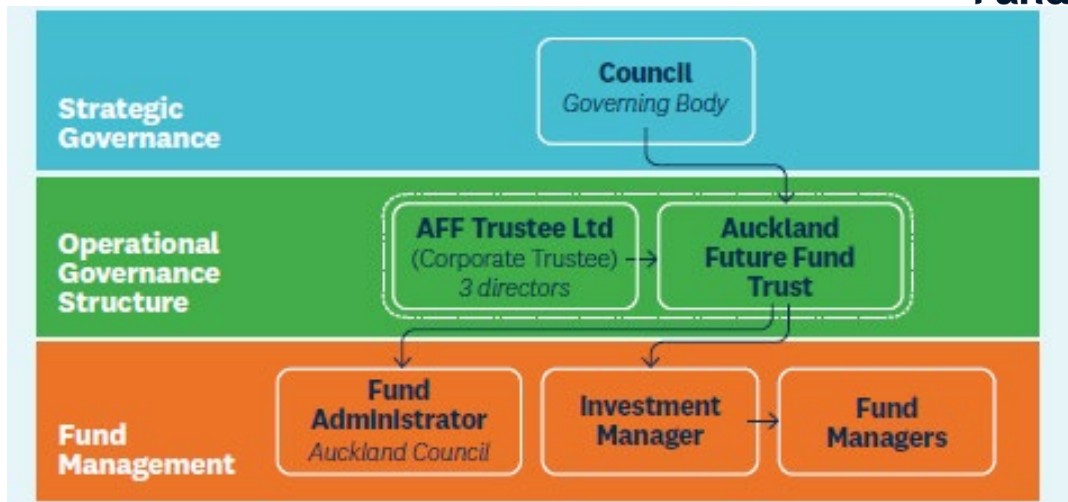 Strategic
Governance
Council
Governing Body
Operational
Governance
Structure
AFF Trustee Ltd
(Corporate Trustee)
3 directors
Auckland
Future Fund
Trust
Fund
Management
Fund
Administrator
Auckland Council
Investment
Manager
Fund
Managers